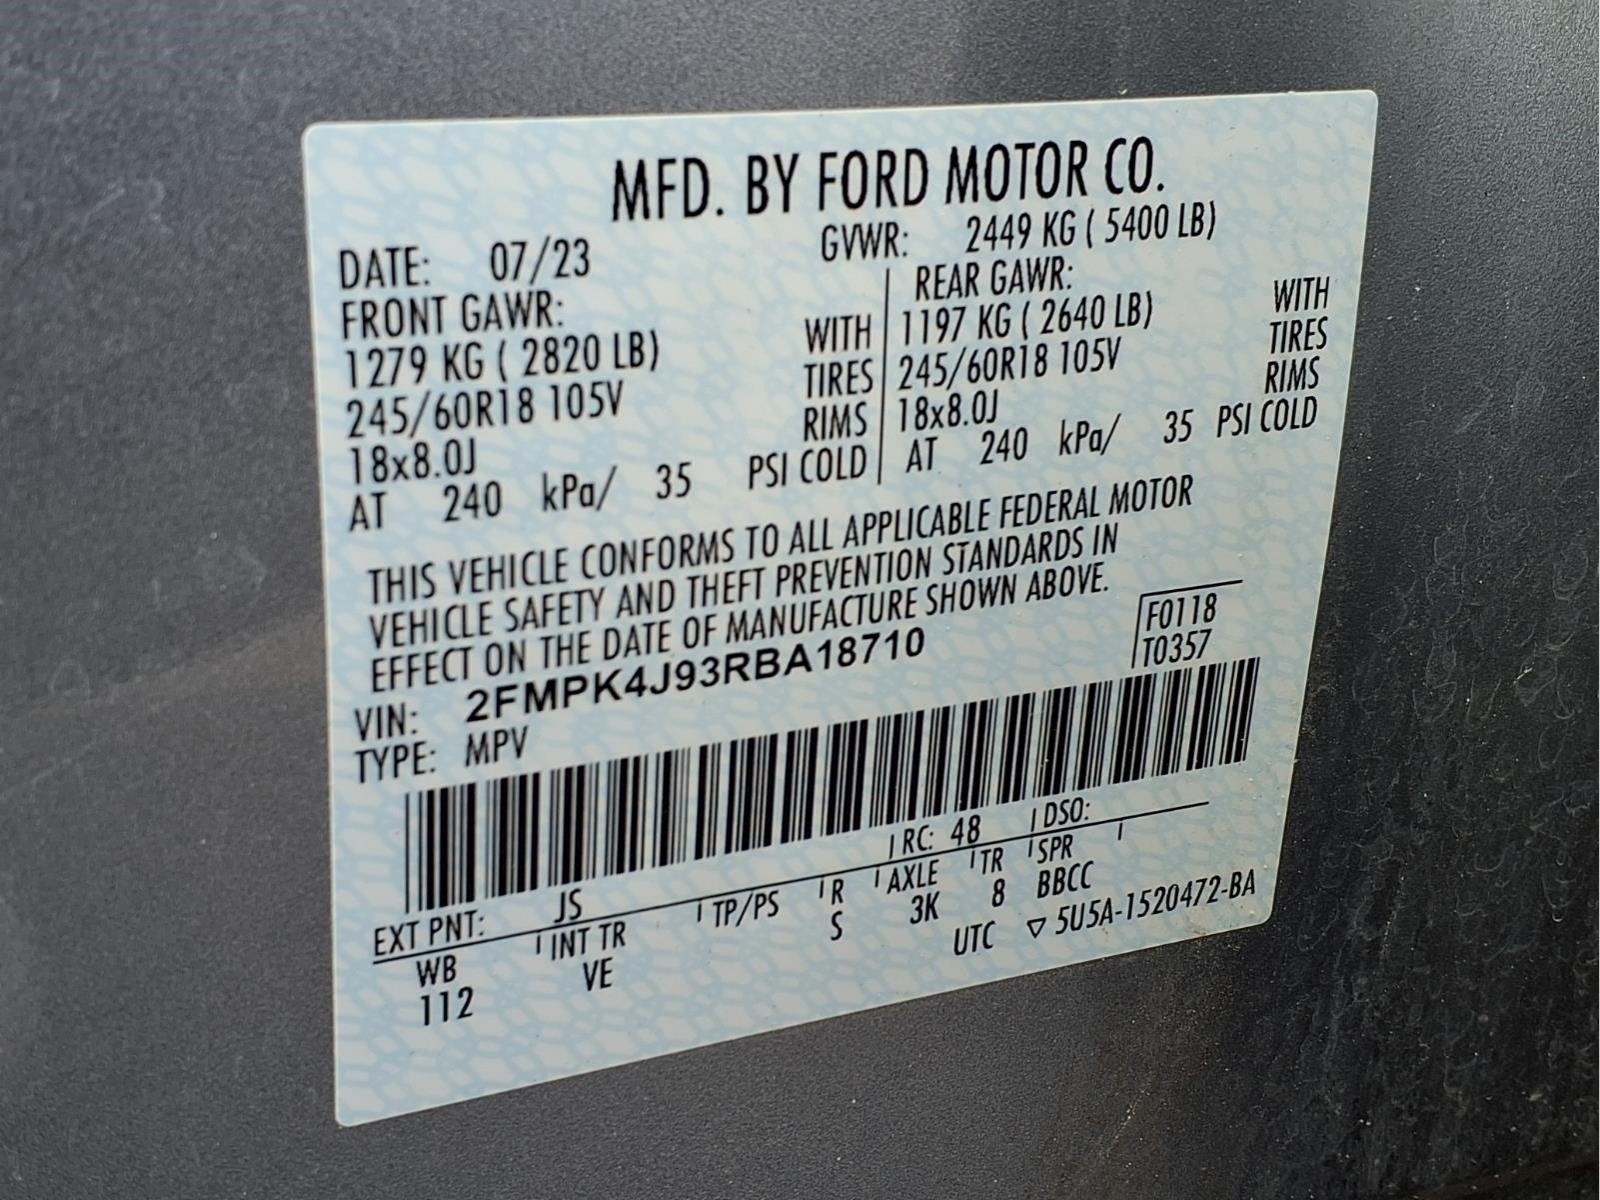 MFD. BY FORD MOTOR CO.
DATE: 07/23 GVWR: 2449 KG ( 5400 LB)
FRONT GAWR: REAR GAWR:
1279 KG ( 2820 LB) WITH 1197 KG ( 2640 LB) WITH
245/60R18 105V TIRES 245/60R18 105V TIRES
18x8.0J RIMS 18x8.0J RIMS
AT 240 kPa/ 35 PSI COLD AT 240 kPa/ 35 PSI COLD
THIS VEHICLE CONFORMS TO ALL APPLICABLE FEDERAL MOTOR
VEHICLE SAFETY AND THEFT PREVENTION STANDARDS IN
EFFECT ON THE DATE OF MANUFACTURE SHOWN ABOVE.
VIN: 2FMPK4J93RBA18710 F0118
TYPE: MPV T0357
EXT PNT: JS RC: 48 DSO:
WB INT TR TP/PS R AXLE TR SPR
112 VE S 3K 8 BBCC
UTC ▽ 5U5A-1520472-BA